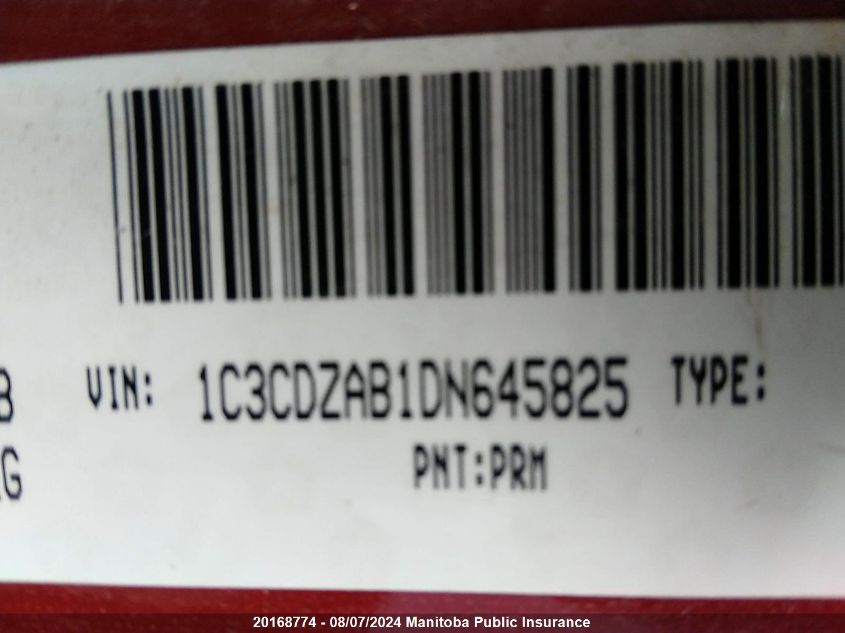 B VIN: 1C3CDZAB1DN645825 TYPE:
G PNT:PRM
20168774 - 08/07/2024 Manitoba Public Insurance